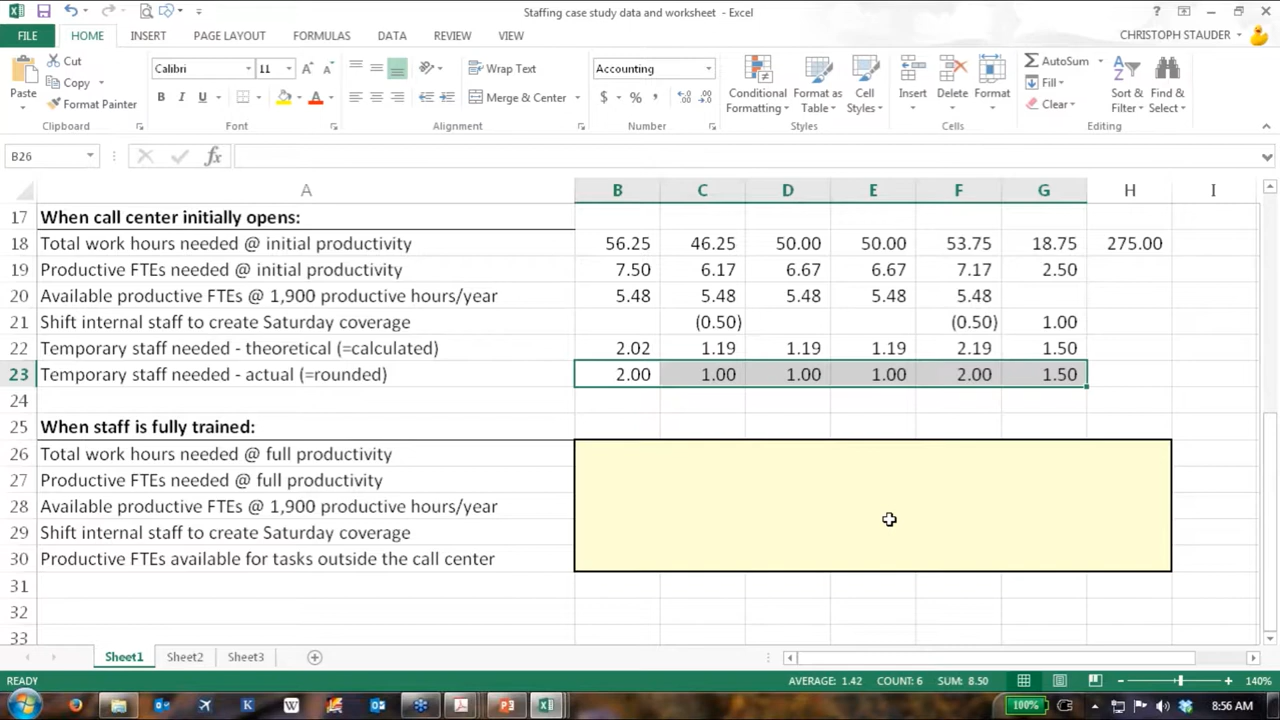 Staffing case study data and worksheet - Excel
FILE HOME INSERT PAGE LAYOUT FORMULAS DATA REVIEW VIEW CHRISTOPH STAUDER
Paste
Cut
Copy
Format Painter
Clipboard
Calibri 11
B I U
Font
Wrap Text
Merge & Center
Alignment
Accounting
$ % ,
Number
Conditional Formatting
Format as Table
Cell Styles
Styles
Insert Delete Format
Cells
AutoSum
Fill
Clear
Sort & Filter
Find & Select
Editing
B26 fx
A B C D E F G H I
17 When call center initially opens:
18 Total work hours needed @ initial productivity 56.25 46.25 50.00 50.00 53.75 18.75 275.00
19 Productive FTEs needed @ initial productivity 7.50 6.17 6.67 6.67 7.17 2.50
20 Available productive FTEs @ 1,900 productive hours/year 5.48 5.48 5.48 5.48 5.48
21 Shift internal staff to create Saturday coverage (0.50) (0.50) 1.00
22 Temporary staff needed - theoretical (=calculated) 2.02 1.19 1.19 1.19 2.19 1.50
23 Temporary staff needed - actual (=rounded) 2.00 1.00 1.00 1.00 2.00 1.50
24
25 When staff is fully trained:
26 Total work hours needed @ full productivity
27 Productive FTEs needed @ full productivity
28 Available productive FTEs @ 1,900 productive hours/year
29 Shift internal staff to create Saturday coverage
30 Productive FTEs available for tasks outside the call center
31
32
33
Sheet1 Sheet2 Sheet3
READY AVERAGE: 1.42 COUNT: 6 SUM: 8.50 140%
100% 8:56 AM